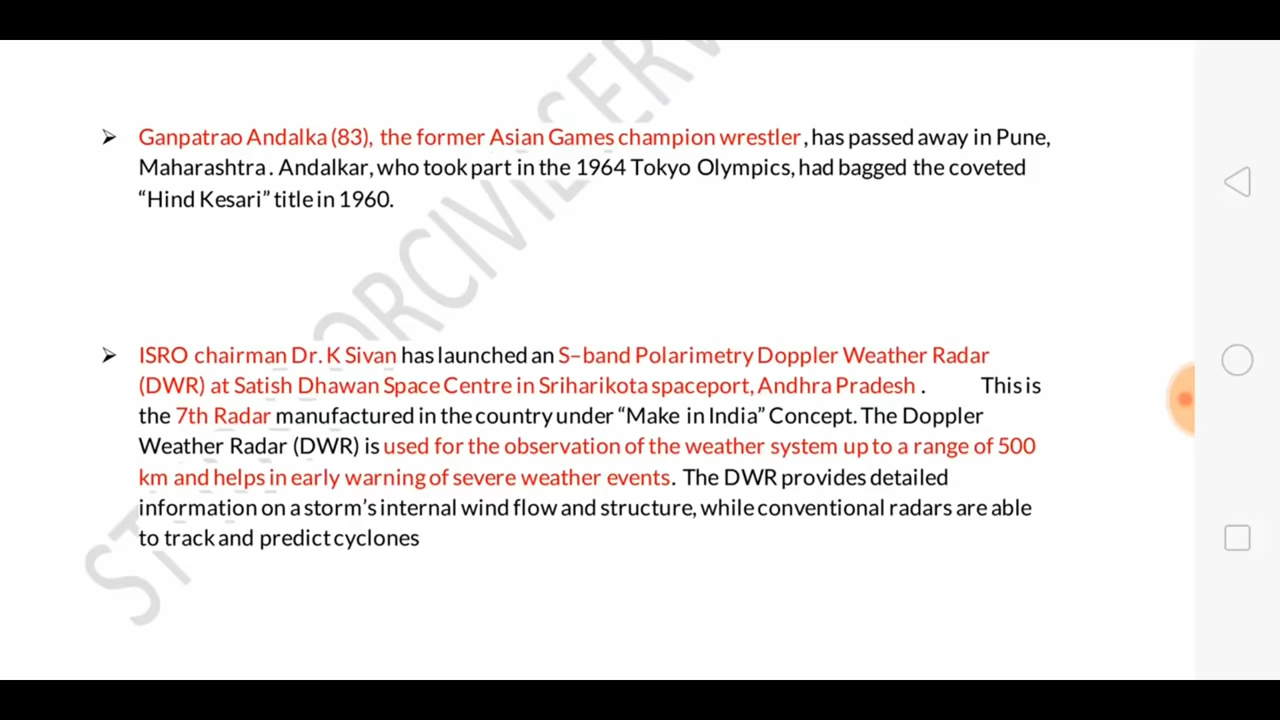 ➤ Ganpatrao Andalka (83), the former Asian Games champion wrestler, has passed away in Pune,
Maharashtra. Andalkar, who took part in the 1964 Tokyo Olympics, had bagged the coveted
“Hind Kesari” title in 1960.
➤ ISRO chairman Dr. K Sivan has launched an S–band Polarimetry Doppler Weather Radar
(DWR) at Satish Dhawan Space Centre in Sriharikota spaceport, Andhra Pradesh . This is
the 7th Radar manufactured in the country under “Make in India” Concept. The Doppler
Weather Radar (DWR) is used for the observation of the weather system up to a range of 500
km and helps in early warning of severe weather events. The DWR provides detailed
information on a storm’s internal wind flow and structure, while conventional radars are able
to track and predict cyclones